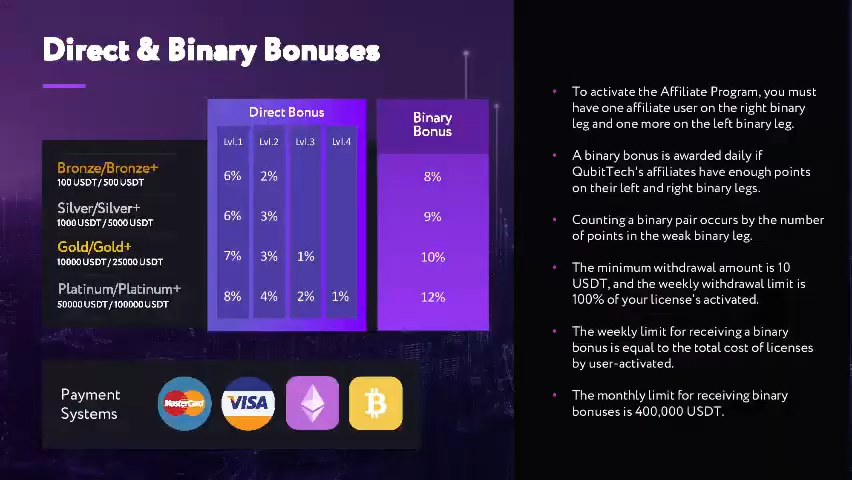 Direct & Binary Bonuses
Direct Bonus
Binary
Bonus
Lvl.1 Lvl.2 Lvl.3 Lvl.4
Bronze/Bronze+
100 USDT / 500 USDT
6% 2% 8%
Silver/Silver+
1000 USDT / 5000 USDT
6% 3% 9%
Gold/Gold+
10000 USDT / 25000 USDT
7% 3% 1% 10%
Platinum/Platinum+
50000 USDT / 100000 USDT
8% 4% 2% 1% 12%
Payment
Systems
MasterCard
VISA
• To activate the Affiliate Program, you must
have one affiliate user on the right binary
leg and one more on the left binary leg.
• A binary bonus is awarded daily if
QubitTech's affiliates have enough points
on their left and right binary legs.
• Counting a binary pair occurs by the number
of points in the weak binary leg.
• The minimum withdrawal amount is 10
USDT, and the weekly withdrawal limit is
100% of your license's activated.
• The weekly limit for receiving a binary
bonus is equal to the total cost of licenses
by user-activated.
• The monthly limit for receiving binary
bonuses is 400,000 USDT.